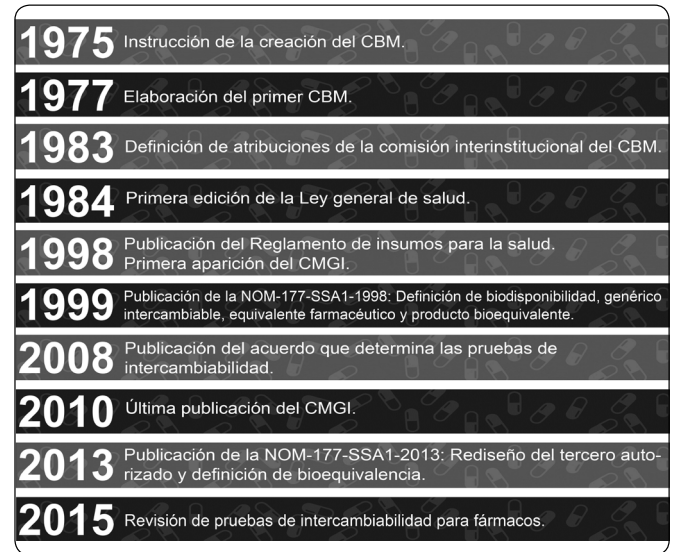 1975 Instrucción de la creación del CBM.
1977 Elaboración del primer CBM.
1983 Definición de atribuciones de la comisión interinstitucional del CBM.
1984 Primera edición de la Ley general de salud.
1998 Publicación del Reglamento de insumos para la salud.
Primera aparición del CMGI.
1999 Publicación de la NOM-177-SSA1-1998: Definición de biodisponibilidad, genérico
intercambiable, equivalente farmacéutico y producto bioequivalente.
2008 Publicación del acuerdo que determina las pruebas de
intercambiabilidad.
2010 Última publicación del CMGI.
2013 Publicación de la NOM-177-SSA1-2013: Rediseño del tercero auto-
rizado y definición de bioequivalencia.
2015 Revisión de pruebas de intercambiabilidad para fármacos.